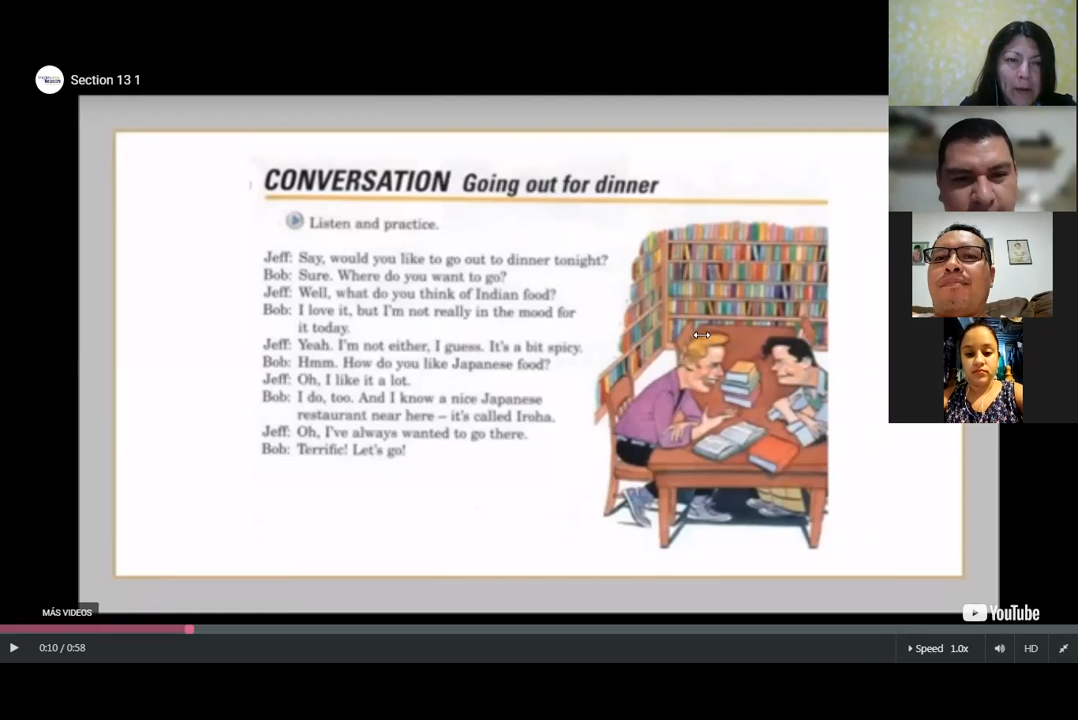 Section 13 1
CONVERSATION Going out for dinner
Listen and practice.
Jeff: Say, would you like to go out to dinner tonight?
Bob: Sure. Where do you want to go?
Jeff: Well, what do you think of Indian food?
Bob: I love it, but I'm not really in the mood for
it today.
Jeff: Yeah. I'm not either, I guess. It's a bit spicy.
Bob: Hmm. How do you like Japanese food?
Jeff: Oh, I like it a lot.
Bob: I do, too. And I know a nice Japanese
restaurant near here – it's called Iroha.
Jeff: Oh, I've always wanted to go there.
Bob: Terrific! Let's go!
MÁS VIDEOS
YouTube
0:10 / 0:58
Speed 1.0x
HD